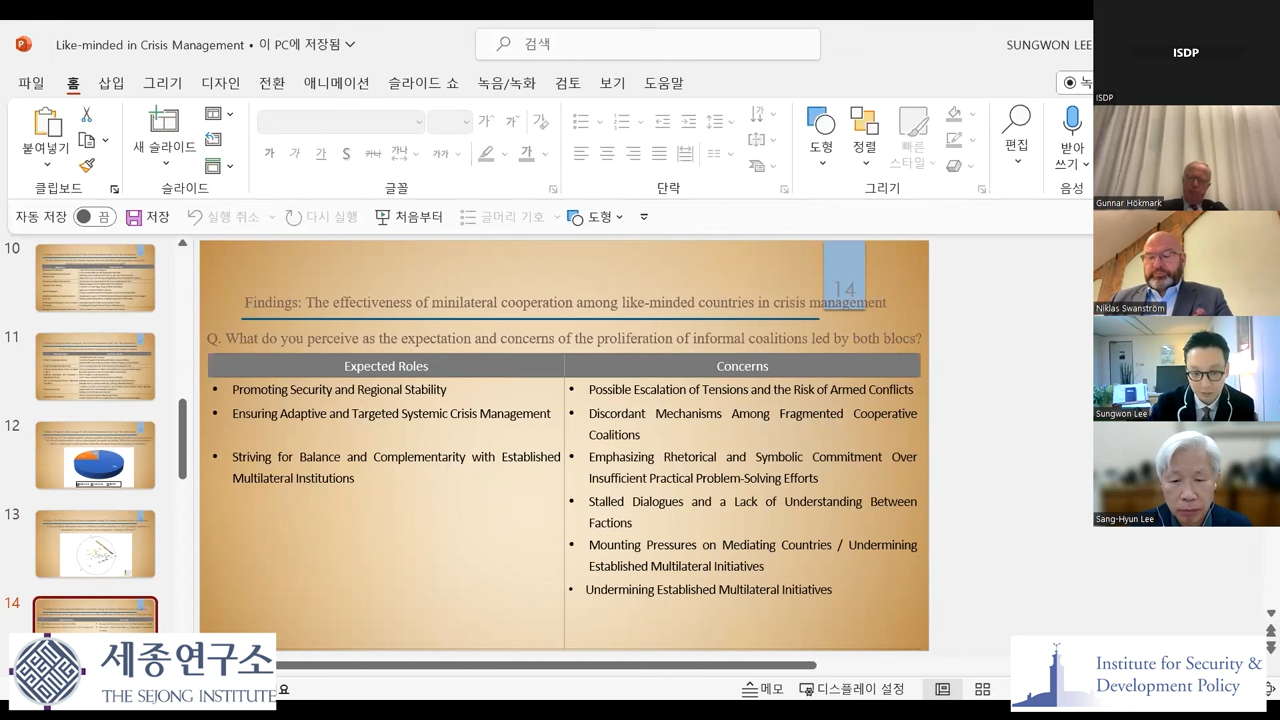 Like-minded in Crisis Management • 이 PC에 저장됨
검색
SUNGWON LEE
파일 홈 삽입 그리기 디자인 전환 애니메이션 슬라이드 쇼 녹음/녹화 검토 보기 도움말
붙여넣기
새 슬라이드
가 가 가 S 가나 가나 가가 가
도형 정렬 빠른 스타일
편집
받아쓰기
클립보드 슬라이드 글꼴 단락 그리기 음성
자동 저장 끔 저장 실행 취소 다시 실행 처음부터 글머리 기호 도형
10
11
12
13
14
14
Findings: The effectiveness of minilateral cooperation among like-minded countries in crisis management
Q. What do you perceive as the expectation and concerns of the proliferation of informal coalitions led by both blocs?
Expected Roles
• Promoting Security and Regional Stability
• Ensuring Adaptive and Targeted Systemic Crisis Management
• Striving for Balance and Complementarity with Established
Multilateral Institutions
Concerns
• Possible Escalation of Tensions and the Risk of Armed Conflicts
• Discordant Mechanisms Among Fragmented Cooperative
Coalitions
• Emphasizing Rhetorical and Symbolic Commitment Over
Insufficient Practical Problem-Solving Efforts
• Stalled Dialogues and a Lack of Understanding Between
Factions
• Mounting Pressures on Mediating Countries / Undermining
Established Multilateral Initiatives
• Undermining Established Multilateral Initiatives
ISDP
ISDP
Gunnar Hökmark
Niklas Swanström
Sungwon Lee
Sang-Hyun Lee
세종연구소
THE SEJONG INSTITUTE
요
메모 디스플레이 설정
Institute for Security &
Development Policy